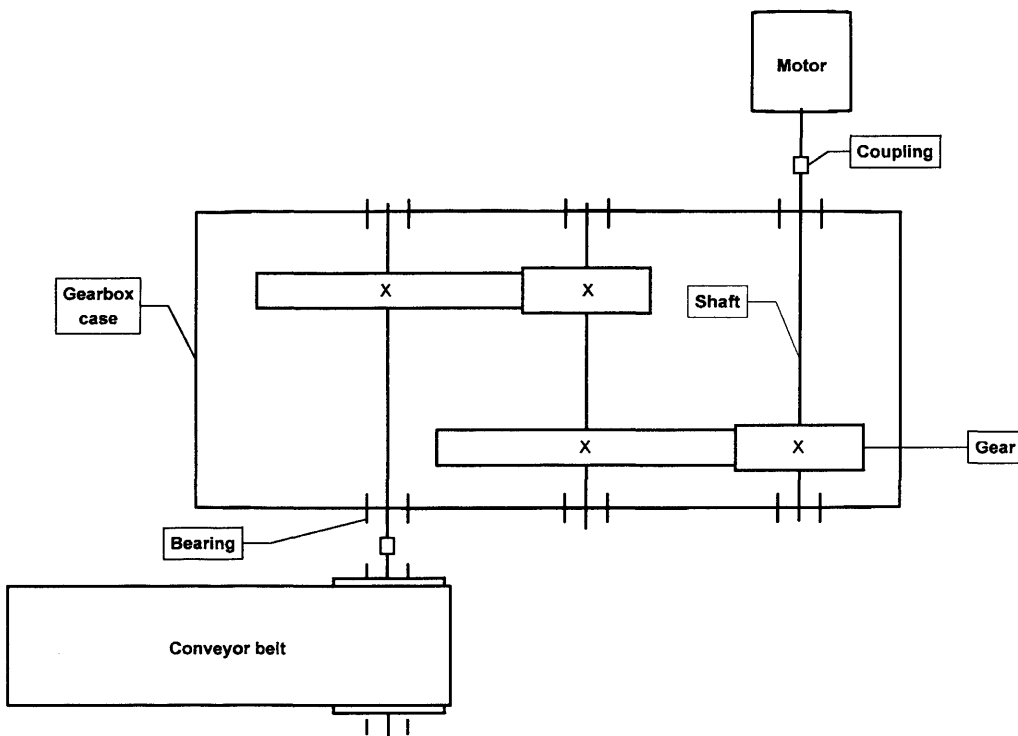 Motor
Coupling
Gearbox
case
X
X
Shaft
X
X
Gear
Bearing
Conveyor belt